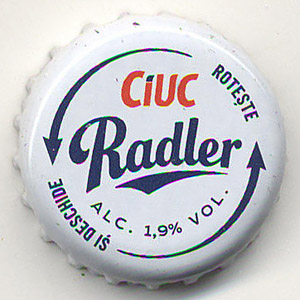 CIUC
Radler
ALC. 1,9% VOL.
ROTEȘTE
ȘI DESCHIDE